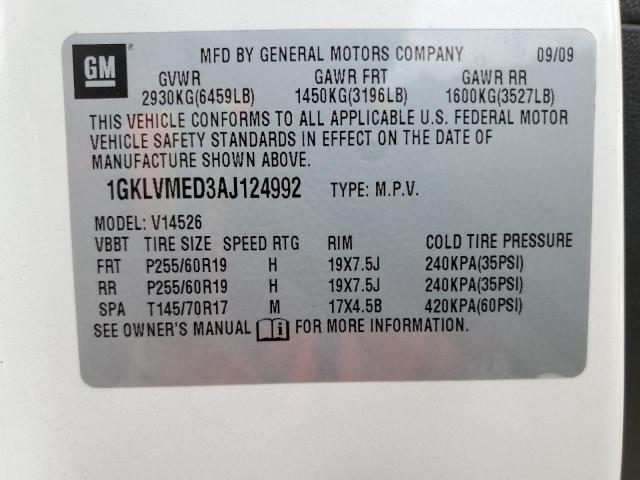 GM
MFD BY GENERAL MOTORS COMPANY 09/09
GVWR GAWR FRT GAWR RR
2930KG(6459LB) 1450KG(3196LB) 1600KG(3527LB)
THIS VEHICLE CONFORMS TO ALL APPLICABLE U.S. FEDERAL MOTOR
VEHICLE SAFETY STANDARDS IN EFFECT ON THE DATE OF
MANUFACTURE SHOWN ABOVE.
1GKLVMED3AJ124992 TYPE: M.P.V.
MODEL: V14526
VBBT TIRE SIZE SPEED RTG RIM COLD TIRE PRESSURE
FRT P255/60R19 H 19X7.5J 240KPA(35PSI)
RR P255/60R19 H 19X7.5J 240KPA(35PSI)
SPA T145/70R17 M 17X4.5B 420KPA(60PSI)
SEE OWNER'S MANUAL FOR MORE INFORMATION.